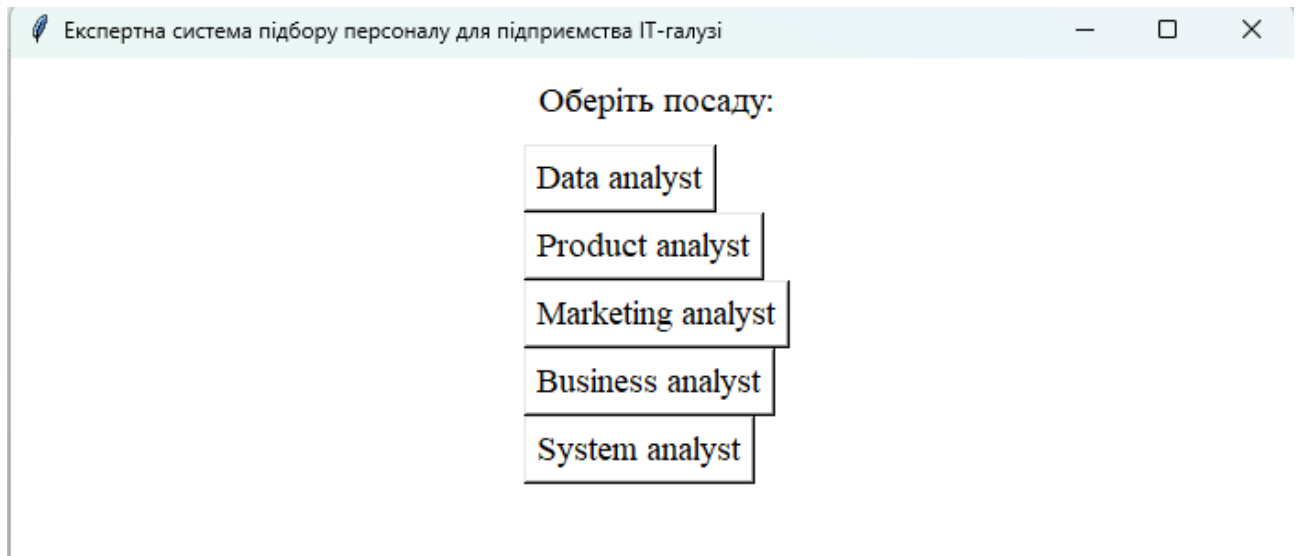 Експертна система підбору персоналу для підприємства ІТ-галузі
Оберіть посаду:
Data analyst
Product analyst
Marketing analyst
Business analyst
System analyst